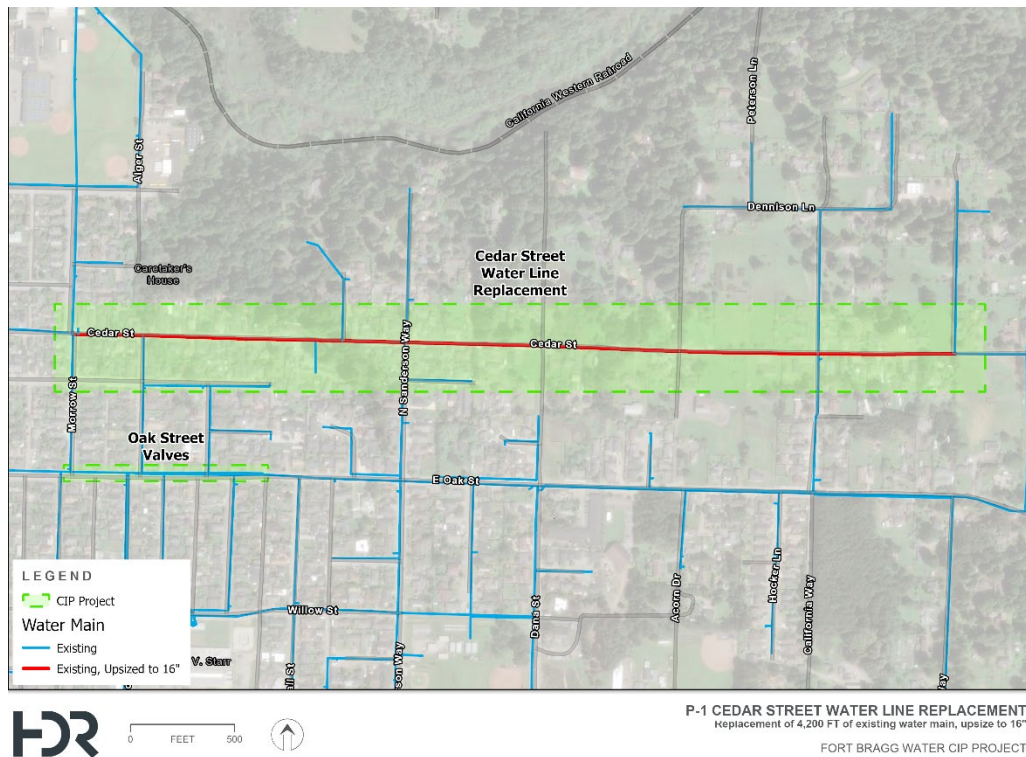 California Western Railroad
Peterson Ln
Alger St
Dennison Ln
Cedar Street
Water Line
Replacement
Caretaker's
House
Cedar St
Cedar St
N Sanderson Way
Morrow St
Oak Street
Valves
E Oak St
LEGEND
CIP Project
Water Main
Existing
Existing, Upsized to 16"
Willow St
Dana St
Acorn Dr
Hocker Ln
California Way
V. Starr
son Way
Way
HDR
0 FEET 500
P-1 CEDAR STREET WATER LINE REPLACEMENT
Replacement of 4,200 FT of existing water main, upsize to 16"
FORT BRAGG WATER CIP PROJECT